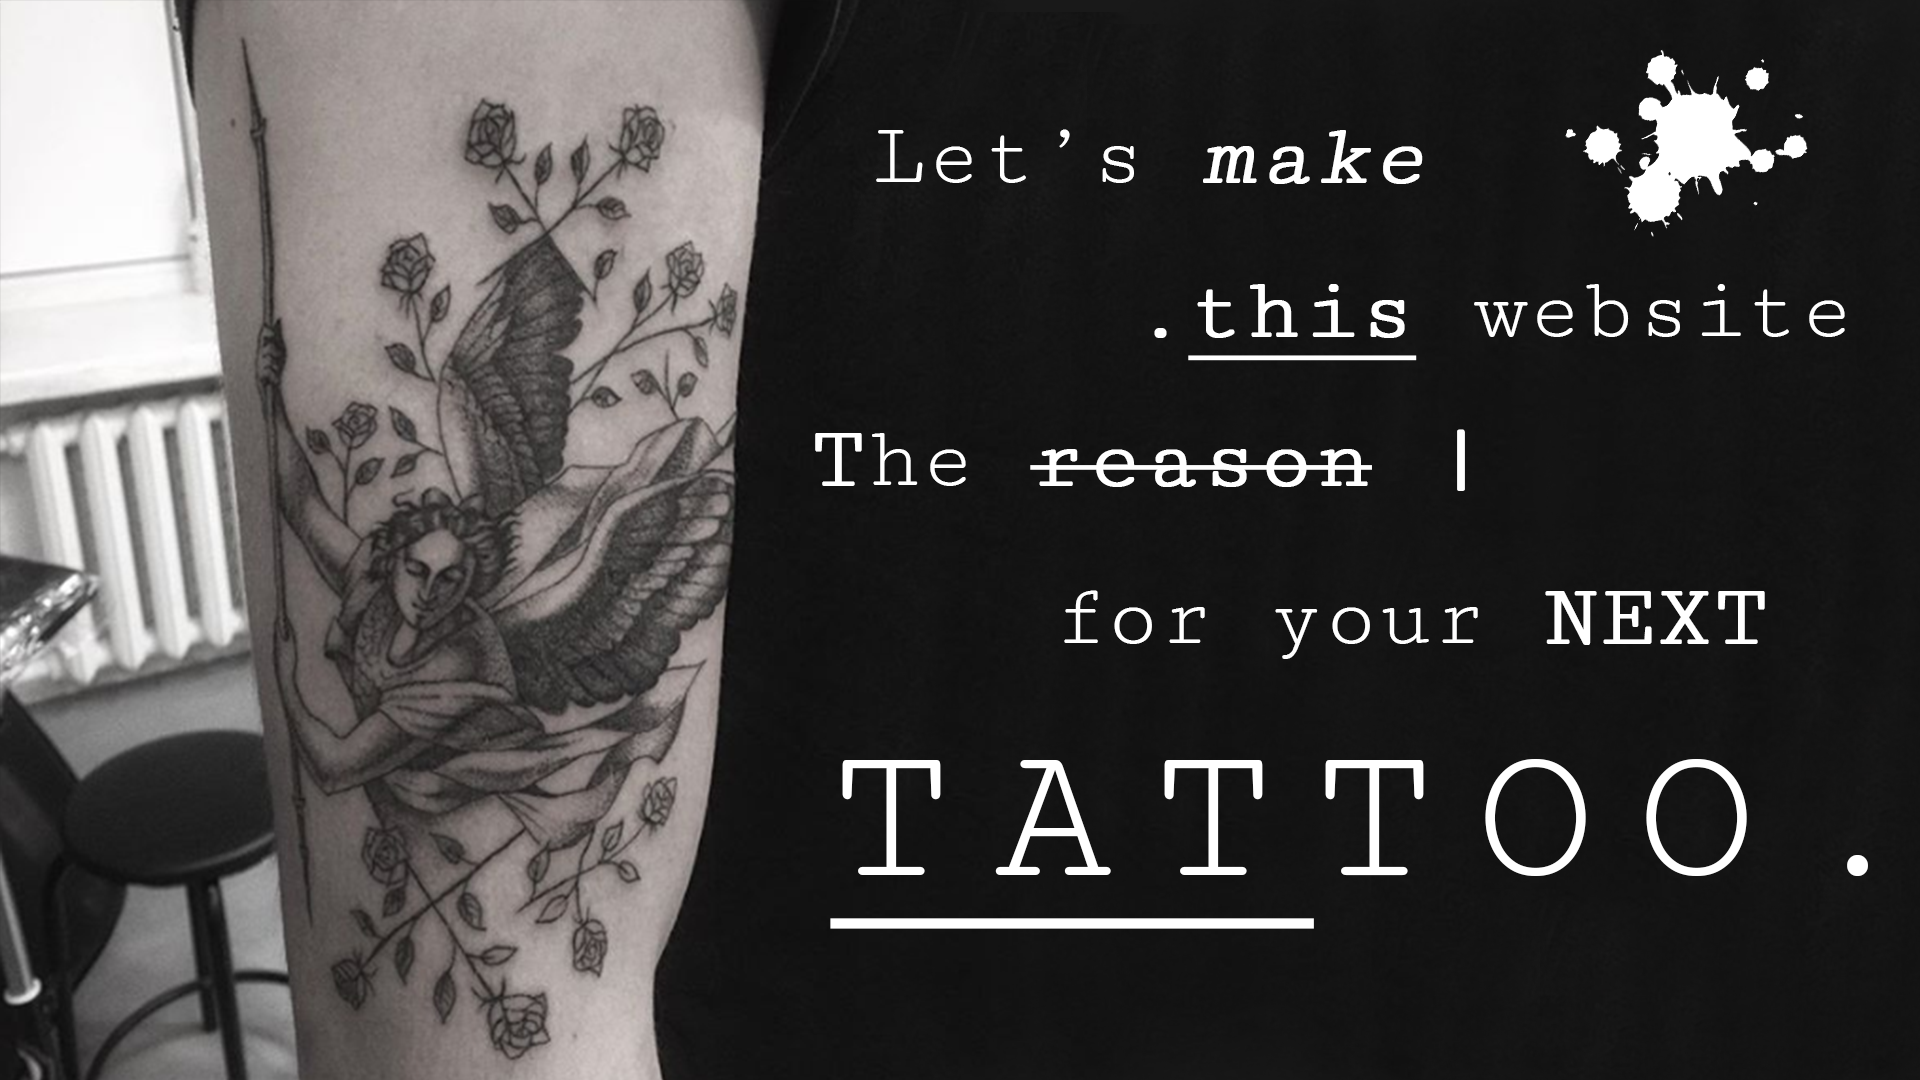 Let's make
.this website
The reason |
for your NEXT
TATTOO.